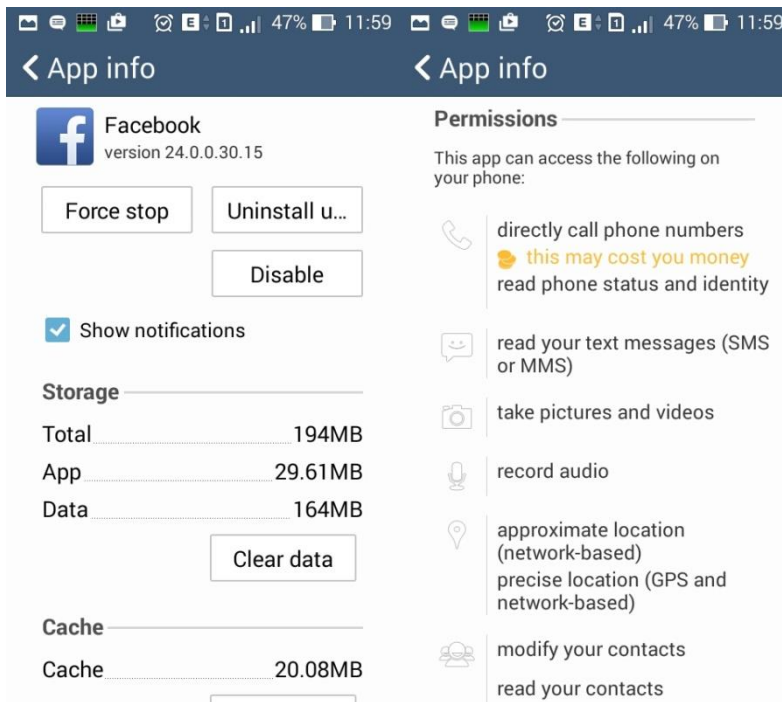 47% 11:59
App info
Facebook
version 24.0.0.30.15
Force stop
Uninstall u...
Disable
Show notifications
Storage
Total 194MB
App 29.61MB
Data 164MB
Clear data
Cache
Cache 20.08MB
E 1 47% 11:59
App info
Permissions
This app can access the following on
your phone:
directly call phone numbers
this may cost you money
read phone status and identity
read your text messages (SMS
or MMS)
take pictures and videos
record audio
approximate location
(network-based)
precise location (GPS and
network-based)
modify your contacts
read your contacts